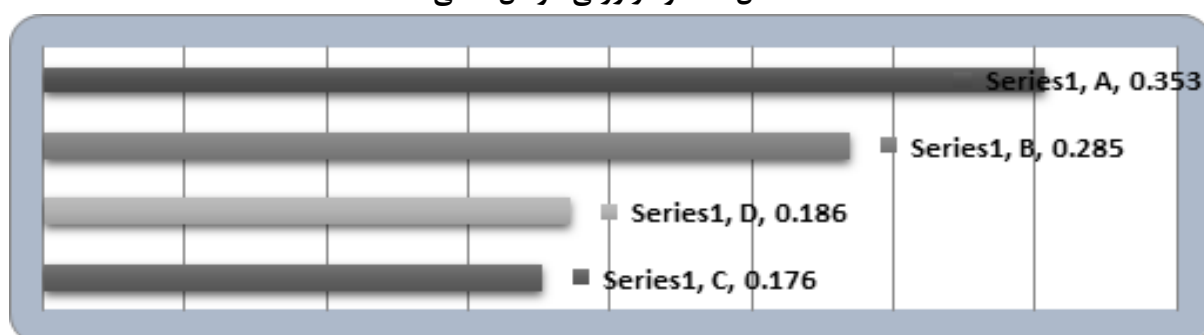 Series1, A, 0.353
Series1, B, 0.285
Series1, D, 0.186
Series1, C, 0.176